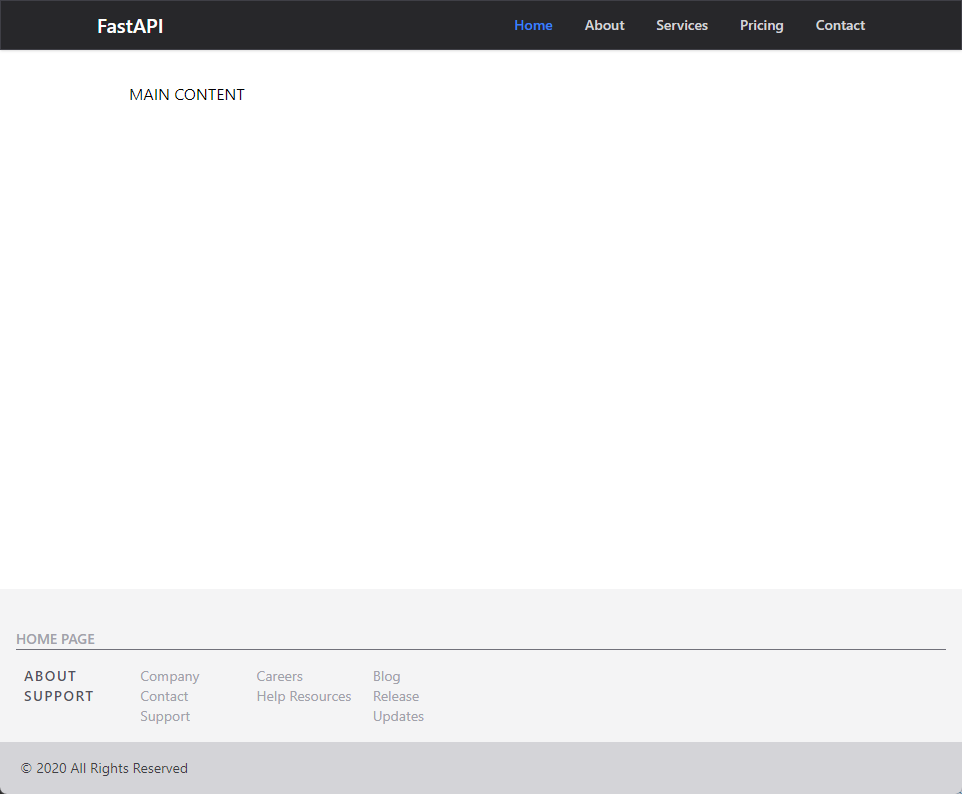 FastAPI Home About Services Pricing Contact
MAIN CONTENT
HOME PAGE
ABOUT Company Careers Blog
SUPPORT Contact Help Resources Release
Support Updates
© 2020 All Rights Reserved